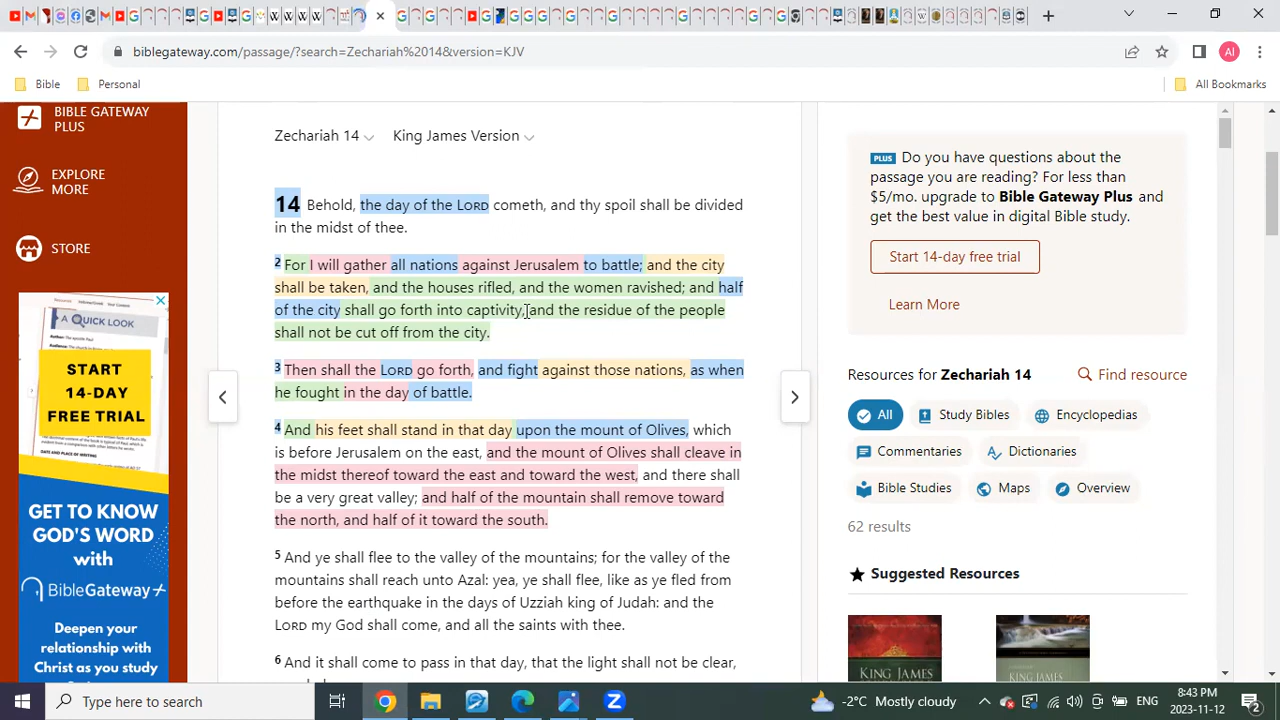 biblegateway.com/passage/?search=Zechariah%2014&version=KJV
AI
Bible
Personal
All Bookmarks
BIBLE GATEWAY
PLUS
EXPLORE
MORE
STORE
A QUICK LOOK
START
14-DAY
FREE TRIAL
GET TO KNOW
GOD'S WORD
with
BibleGateway+
Deepen your
relationship with
Christ as you study
Zechariah 14
King James Version
14 Behold, the day of the LORD cometh, and thy spoil shall be divided
in the midst of thee.
2 For I will gather all nations against Jerusalem to battle; and the city
shall be taken, and the houses rifled, and the women ravished; and half
of the city shall go forth into captivity, and the residue of the people
shall not be cut off from the city.
3 Then shall the LORD go forth, and fight against those nations, as when
he fought in the day of battle.
4 And his feet shall stand in that day upon the mount of Olives, which
is before Jerusalem on the east, and the mount of Olives shall cleave in
the midst thereof toward the east and toward the west, and there shall
be a very great valley; and half of the mountain shall remove toward
the north, and half of it toward the south.
5 And ye shall flee to the valley of the mountains; for the valley of the
mountains shall reach unto Azal: yea, ye shall flee, like as ye fled from
before the earthquake in the days of Uzziah king of Judah: and the
LORD my God shall come, and all the saints with thee.
6 And it shall come to pass in that day, that the light shall not be clear,
PLUS Do you have questions about the
passage you are reading? For less than
$5/mo. upgrade to Bible Gateway Plus and
get the best value in digital Bible study.
Start 14-day free trial
Learn More
Resources for Zechariah 14
Find resource
All
Study Bibles
Encyclopedias
Commentaries
Dictionaries
Bible Studies
Maps
Overview
62 results
Suggested Resources
KING
JAMES
Type here to search
-2°C Mostly cloudy
ENG
8:43 PM
2023-11-12
2